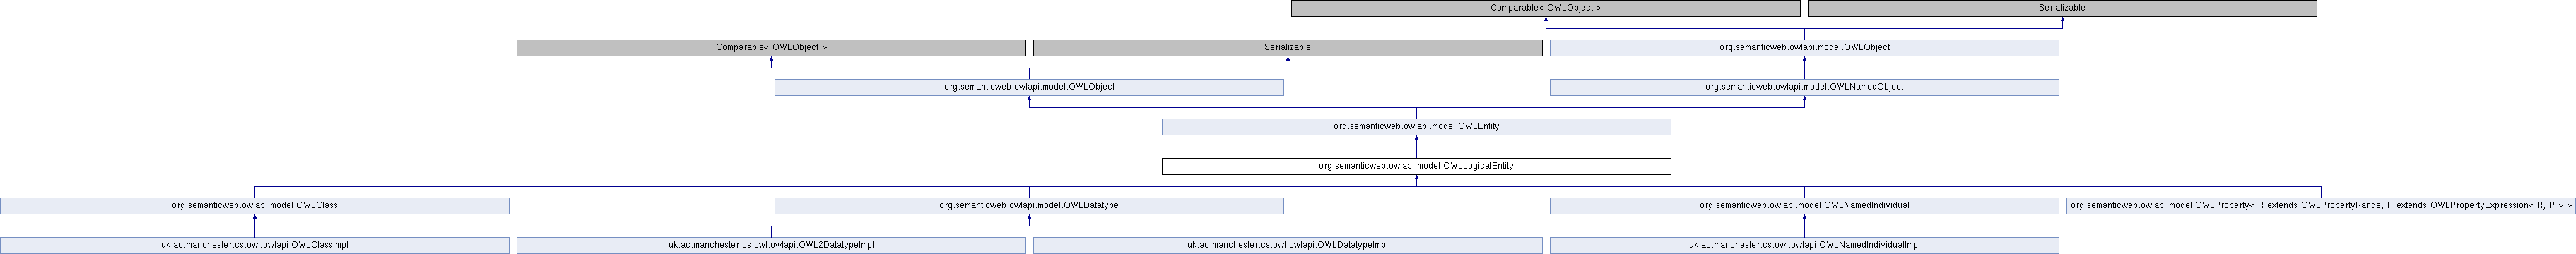 Comparable< OWLObject >
Serializable
Comparable< OWLObject >
Serializable
org.semanticweb.owlapi.model.OWLObject
org.semanticweb.owlapi.model.OWLObject
org.semanticweb.owlapi.model.OWLNamedObject
org.semanticweb.owlapi.model.OWLEntity
org.semanticweb.owlapi.model.OWLLogicalEntity
org.semanticweb.owlapi.model.OWLClass
org.semanticweb.owlapi.model.OWLDatatype
org.semanticweb.owlapi.model.OWLNamedIndividual
org.semanticweb.owlapi.model.OWLProperty< R extends OWLPropertyRange, P extends OWLPropertyExpression< R, P > >
uk.ac.manchester.cs.owl.owlapi.OWLClassImpl
uk.ac.manchester.cs.owl.owlapi.OWL2DatatypeImpl
uk.ac.manchester.cs.owl.owlapi.OWLDatatypeImpl
uk.ac.manchester.cs.owl.owlapi.OWLNamedIndividualImpl